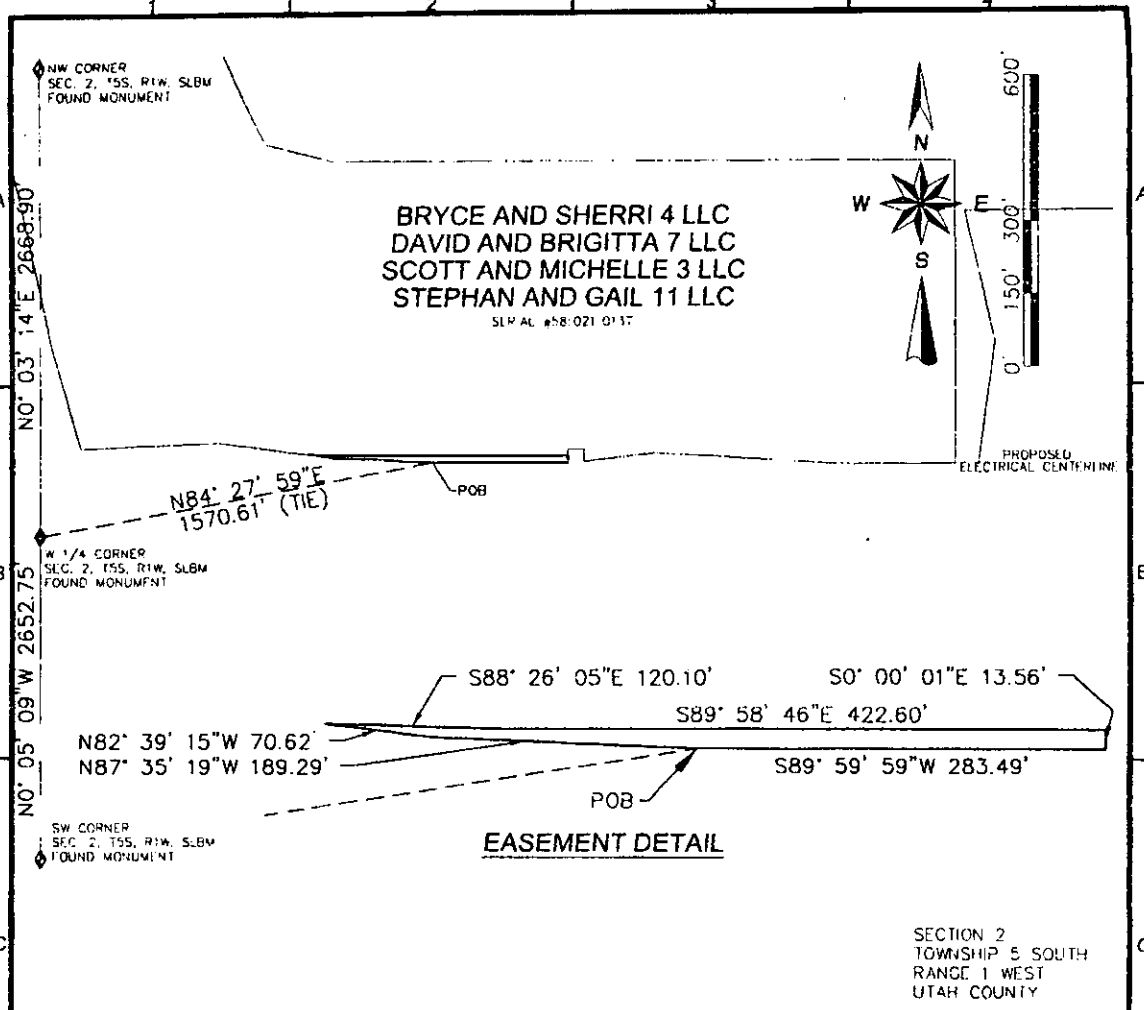 1 2 3 4
NW CORNER
SEC. 2, T5S, R1W, SLBM
FOUND MONUMENT
N
W E
S
600'
300'
150'
0'
A
A
N0° 03' 14"E 2668.90'
BRYCE AND SHERRI 4 LLC
DAVID AND BRIGITTA 7 LLC
SCOTT AND MICHELLE 3 LLC
STEPHAN AND GAIL 11 LLC
#58:021
PROPOSED
ELECTRICAL CENTERLINE
POB
N84° 27' 59"E
1570.61' (TIE)
W 1/4 CORNER
SEC. 2, T5S, R1W, SLBM
FOUND MONUMENT
B
B
N0° 05' 09"W 2652.75'
S88° 26' 05"E 120.10'
S0° 00' 01"E 13.56'
S89° 58' 46"E 422.60'
N82° 39' 15"W 70.62'
N87° 35' 19"W 189.29'
S89° 59' 59"W 283.49'
POB
SW CORNER
SEC. 2, T5S, R1W, SLBM
FOUND MONUMENT
EASEMENT DETAIL
C
C
SECTION 2
TOWNSHIP 5 SOUTH
RANGE 1 WEST
UTAH COUNTY